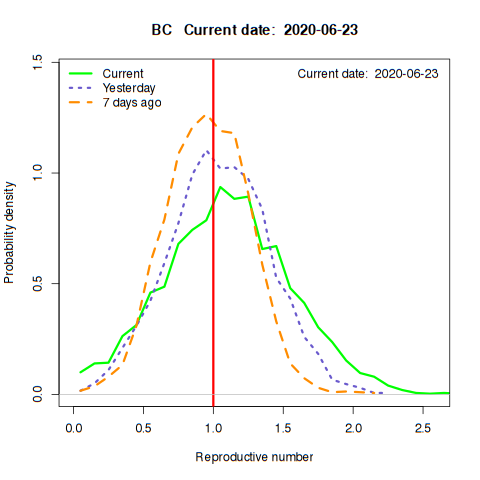 BC   Current date:  2020-06-23
Current date:  2020-06-23
Current
Yesterday
7 days ago
Probability density
1.5
1.0
0.5
0.0
0.0 0.5 1.0 1.5 2.0 2.5
Reproductive number